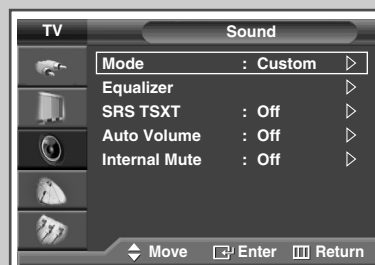 TV
Sound
Mode : Custom
Equalizer
SRS TSXT : Off
Auto Volume : Off
Internal Mute : Off
Move Enter Return